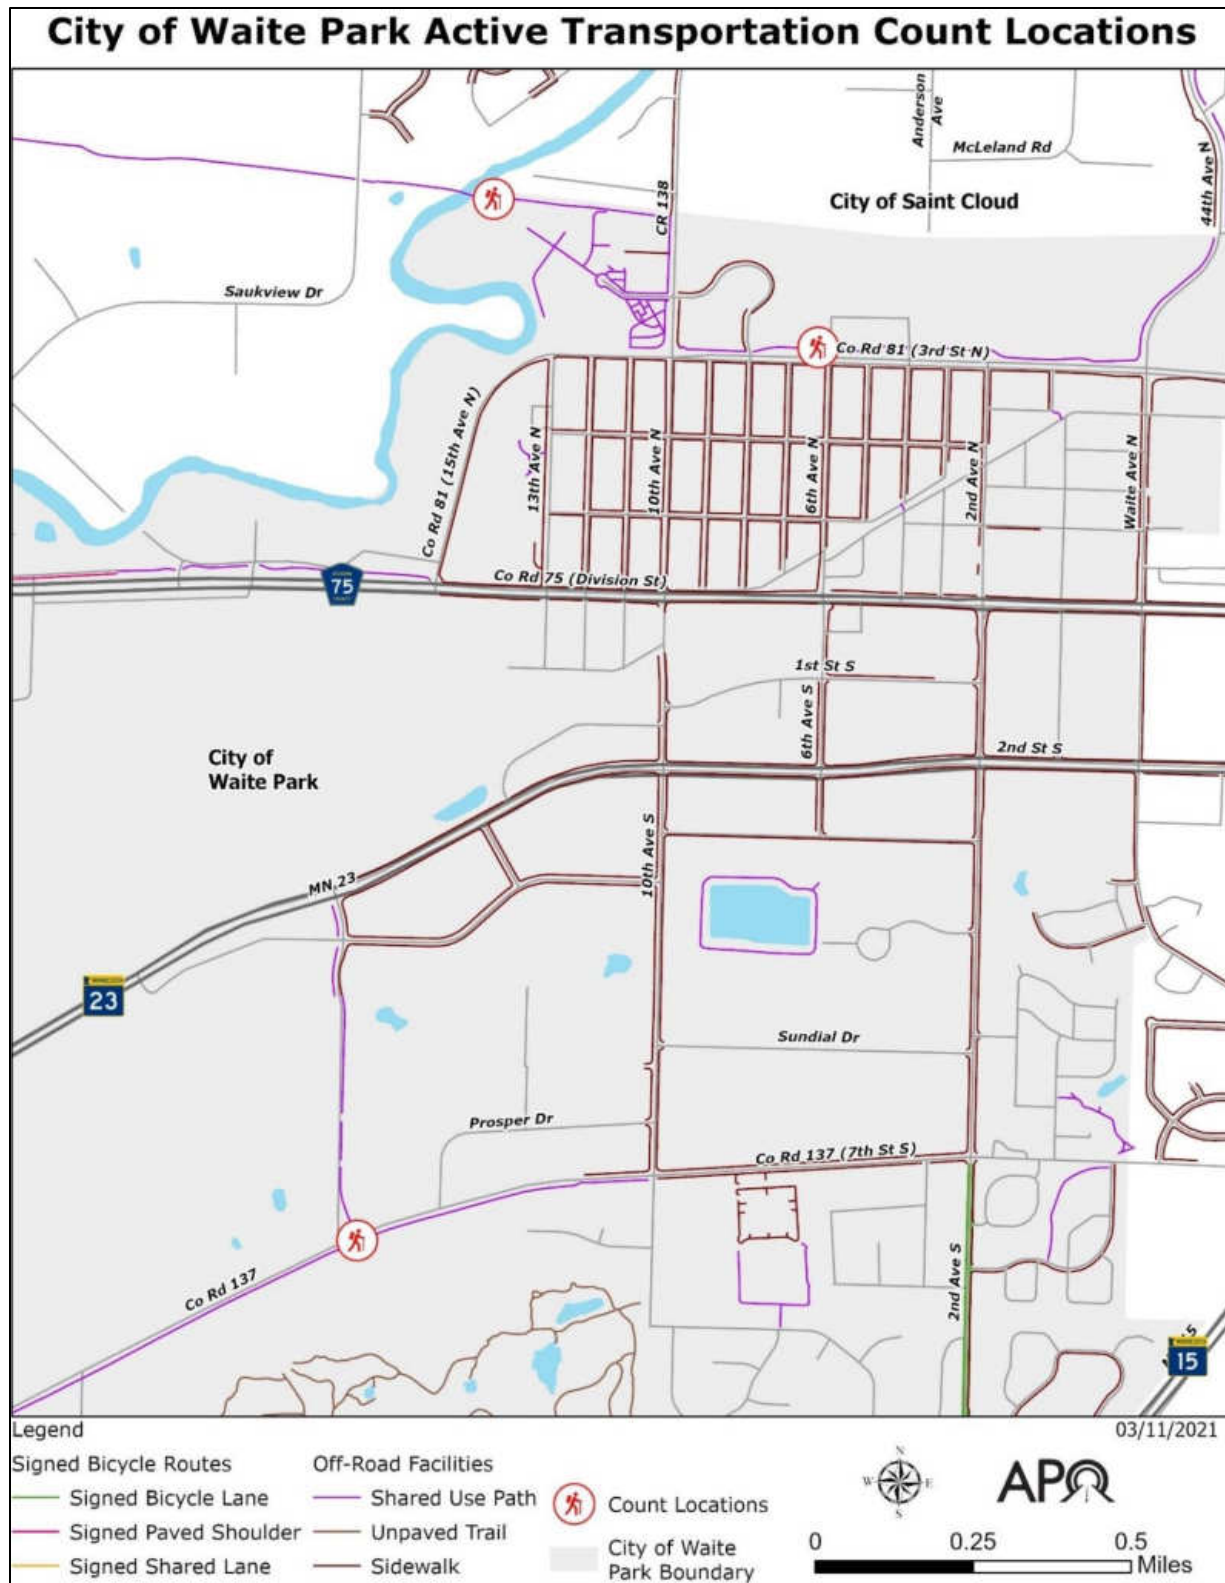 City of Waite Park Active Transportation Count Locations
Anderson
Ave
McLeland Rd
44th Ave N
City of Saint Cloud
CR 138
Saukview Dr
Co Rd 81 (3rd St N)
Co Rd 81 (15th Ave N)
13th Ave N
10th Ave N
6th Ave N
2nd Ave N
Waite Ave N
Co Rd 75 (Division St)
75
1st St S
6th Ave S
2nd St S
City of
Waite Park
MN 23
10th Ave S
23
Sundial Dr
Prosper Dr
Co Rd 137 (7th St S)
Co Rd 137
2nd Ave S
15
Legend
03/11/2021
Signed Bicycle Routes
Signed Bicycle Lane
Signed Paved Shoulder
Signed Shared Lane
Off-Road Facilities
Shared Use Path
Unpaved Trail
Sidewalk
Count Locations
City of Waite
Park Boundary
N
W E
S
APO
0 0.25 0.5
Miles